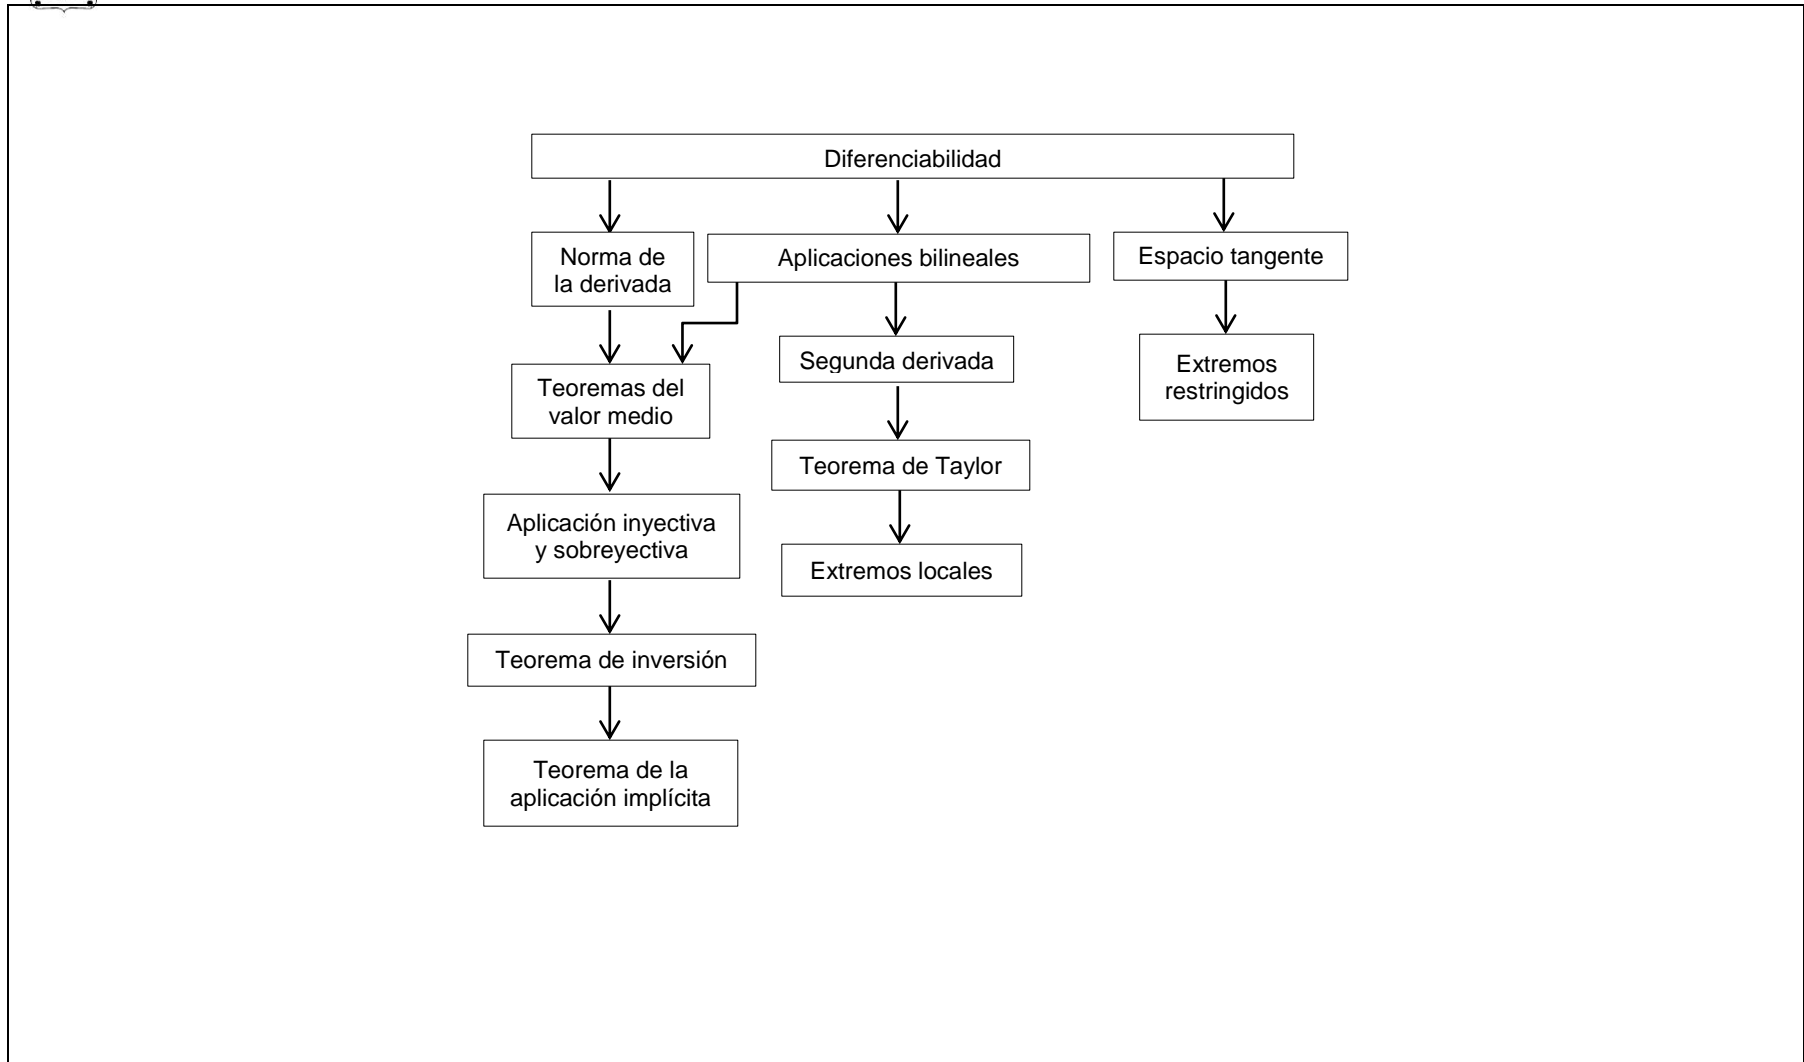 Diferenciabilidad
Norma de
la derivada
Aplicaciones bilineales
Espacio tangente
Segunda derivada
Extremos
restringidos
Teoremas del
valor medio
Teorema de Taylor
Aplicación inyectiva
y sobreyectiva
Extremos locales
Teorema de inversión
Teorema de la
aplicación implícita